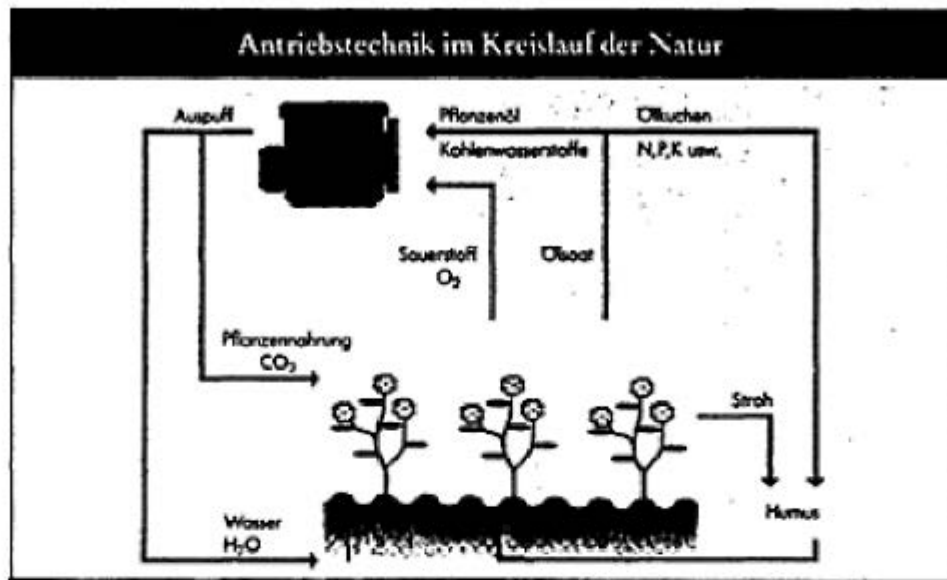 Antriebstechnik im Kreislauf der Natur
Auspuff
Pflanzenöl
Ölkuchen
Kohlenwasserstoffe
N,P,K usw.
Sauerstoff
O₂
Ölsaat
Pflanzennahrung
CO₂
Stroh
Humus
Wasser
H₂O